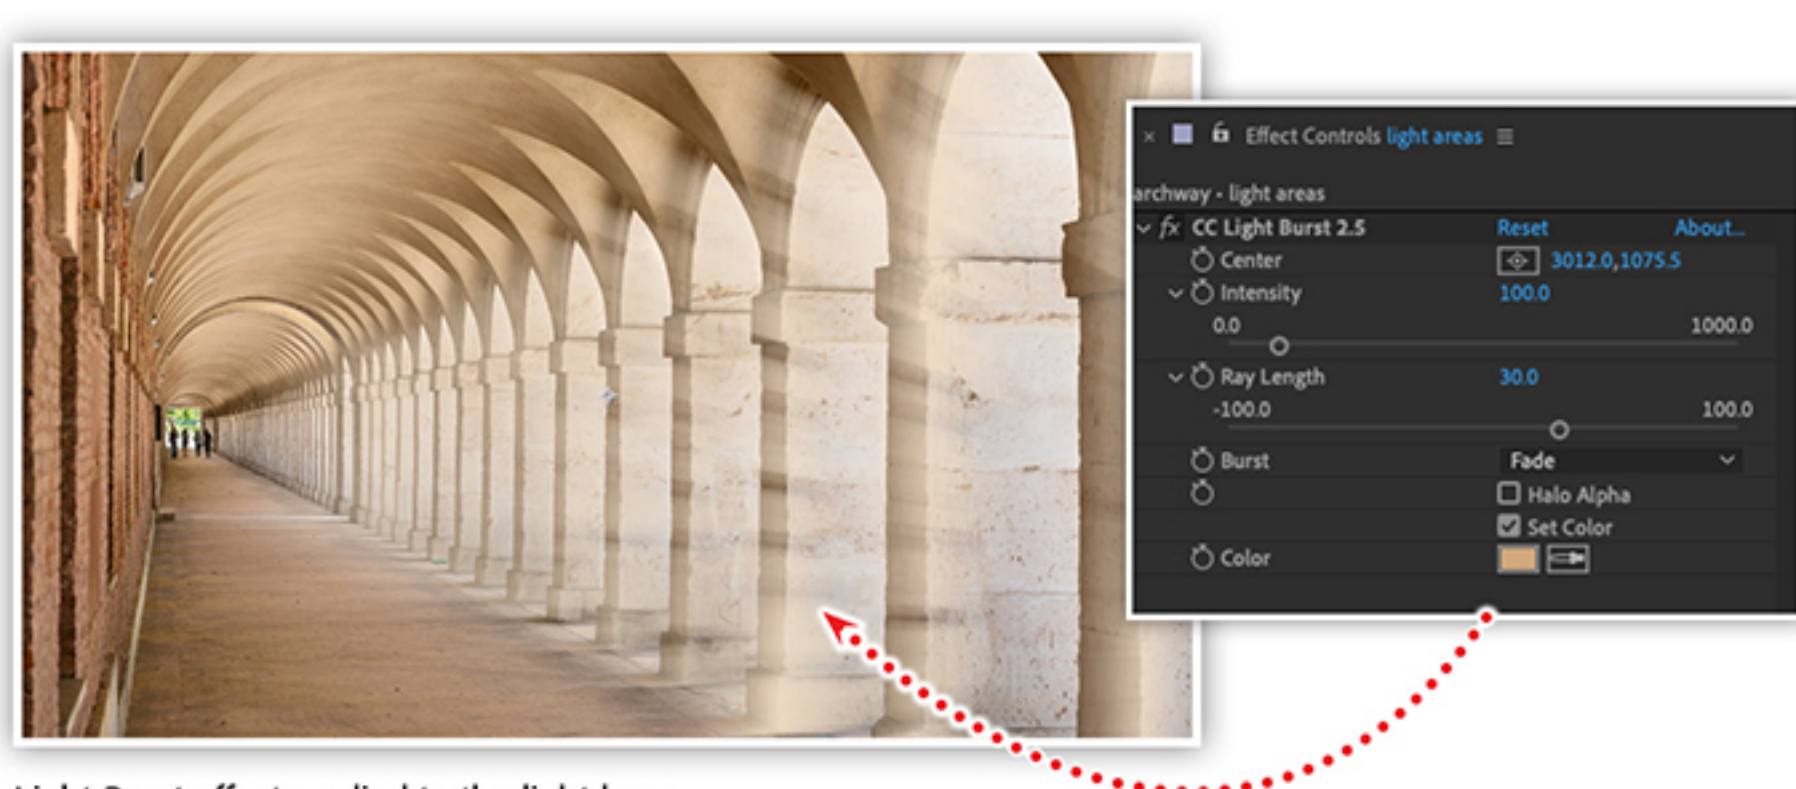 × Effect Controls light areas ≡
archway • light areas
fx CC Light Burst 2.5 Reset About...
Center 3012.0,1075.5
Intensity 100.0
0.0 1000.0
Ray Length 30.0
-100.0 100.0
Burst Fade
Halo Alpha
Set Color
Color